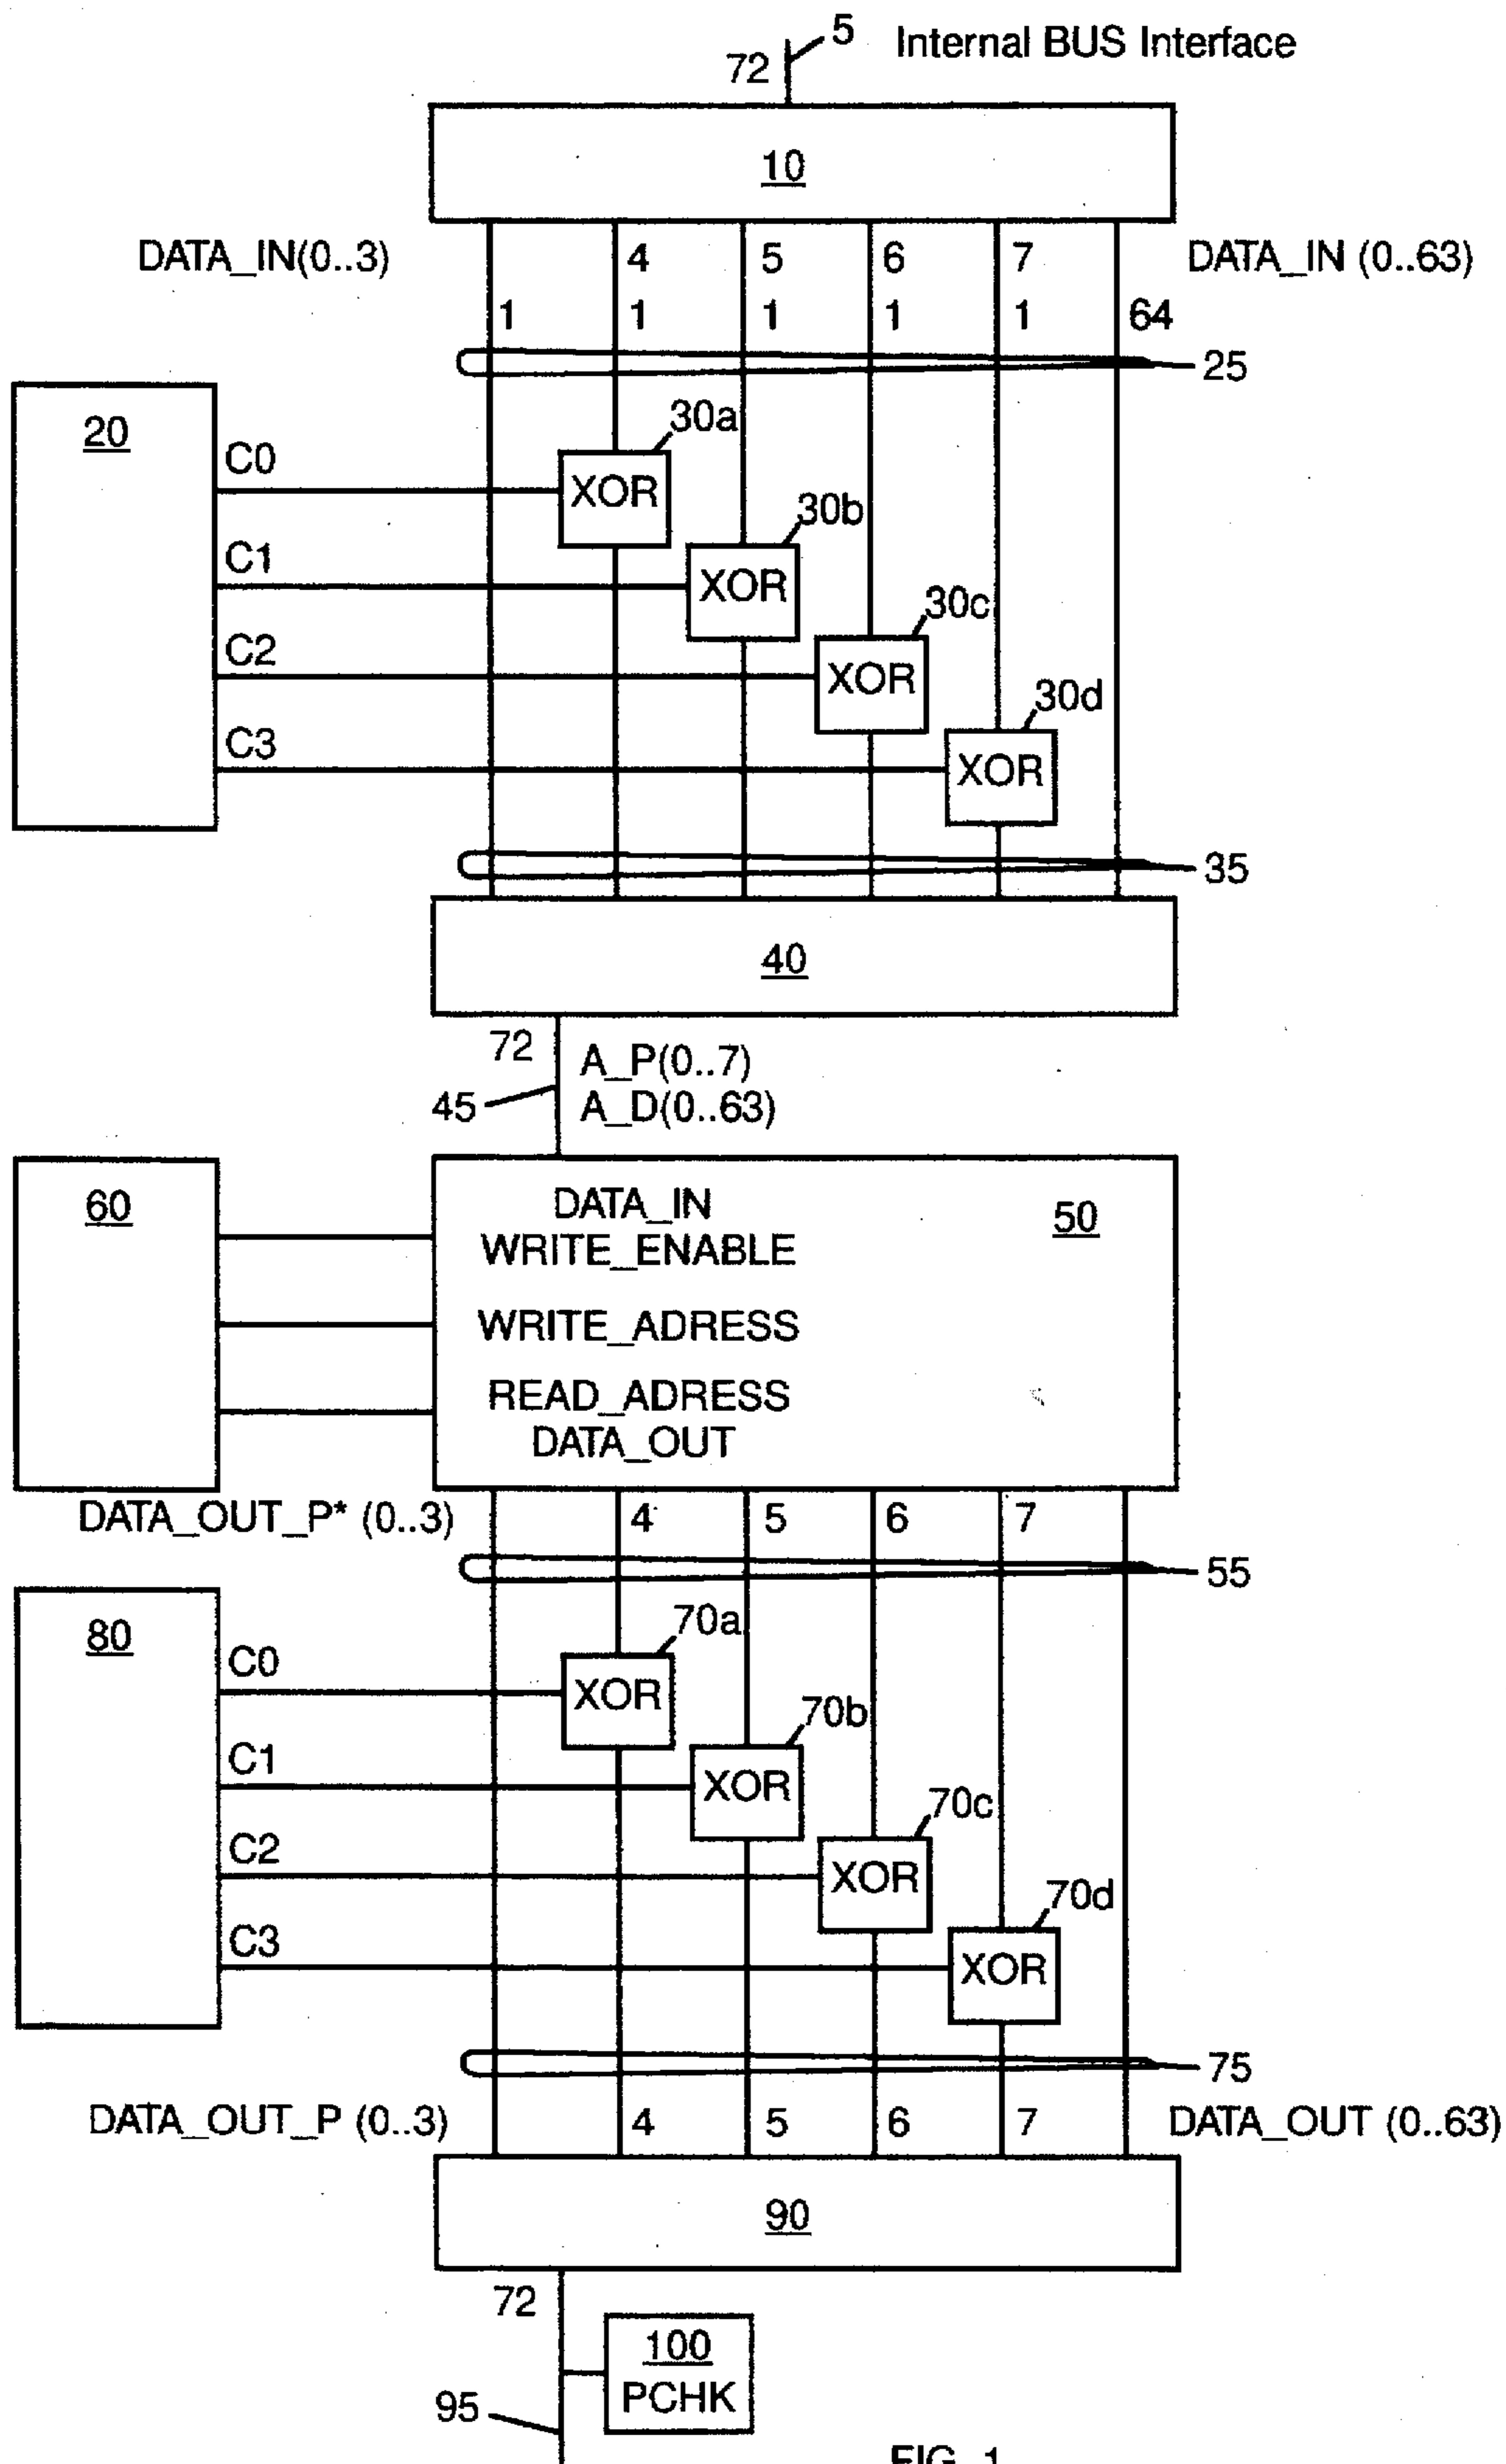 5 Internal BUS Interface
72
10
DATA_IN(0..3) 4 5 6 7 DATA_IN (0..63)
1 1 1 1 1 64
25
20
30a
C0
XOR
30b
C1
XOR
30c
C2
XOR
30d
C3
XOR
35
40
72 A_P(0..7)
45 A_D(0..63)
60
DATA_IN 50
WRITE_ENABLE
WRITE_ADRESS
READ_ADRESS
DATA_OUT
DATA_OUT_P* (0..3) 4 5 6 7
55
80
70a
C0
XOR
70b
C1
XOR
70c
C2
XOR
70d
C3
XOR
75
DATA_OUT_P (0..3) 4 5 6 7 DATA_OUT (0..63)
90
72
100
PCHK
95
FIG. 1